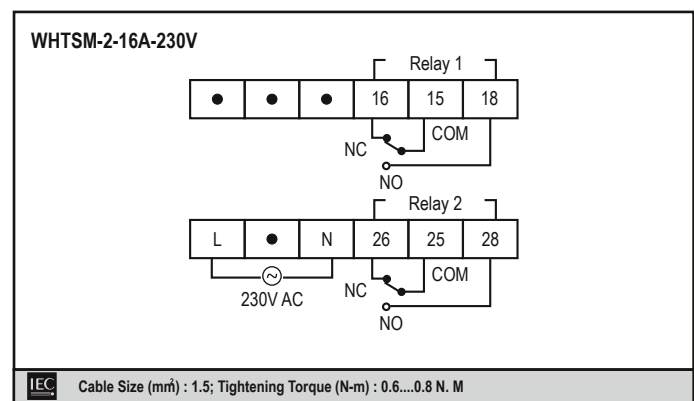 WHTSM-2-16A-230V
Relay 1
16 15 18
NC COM
NO
Relay 2
L N 26 25 28
230V AC NC COM
NO
IEC Cable Size (mm²) : 1.5; Tightening Torque (N-m) : 0.6....0.8 N. M